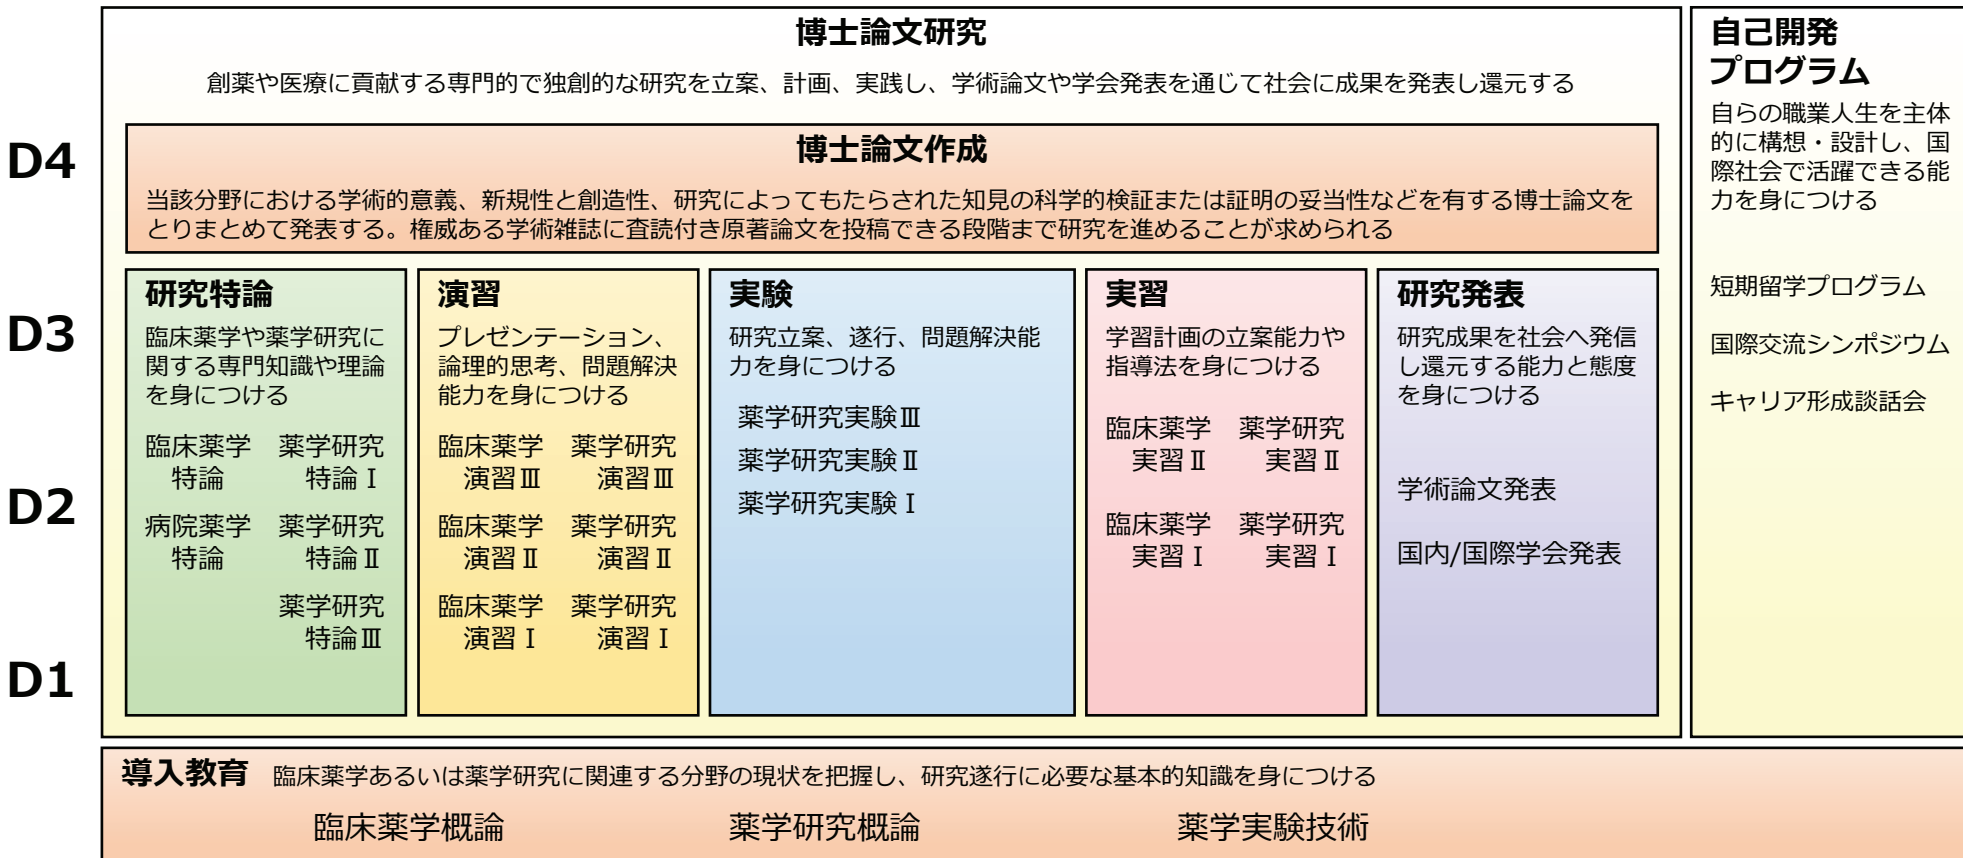 博士論文研究
創薬や医療に貢献する専門的で独創的な研究を立案、計画、実践し、学術論文や学会発表を通じて社会に成果を発表し還元する
D4
博士論文作成
当該分野における学術的意義、新規性と創造性、研究によってもたらされた知見の科学的検証または証明の妥当性などを有する博士論文を
とりまとめて発表する。権威ある学術雑誌に査読付き原著論文を投稿できる段階まで研究を進めることが求められる
D3
D2
D1
研究特論
臨床薬学や薬学研究に
関する専門知識や理論
を身につける
臨床薬学 薬学研究
特論 特論Ⅰ
病院薬学 薬学研究
特論 特論Ⅱ
薬学研究
特論Ⅲ
演習
プレゼンテーション、
論理的思考、問題解決
能力を身につける
臨床薬学 薬学研究
演習Ⅲ 演習Ⅲ
臨床薬学 薬学研究
演習Ⅱ 演習Ⅱ
臨床薬学 薬学研究
演習Ⅰ 演習Ⅰ
実験
研究立案、遂行、問題解決能
力を身につける
薬学研究実験Ⅲ
薬学研究実験Ⅱ
薬学研究実験Ⅰ
実習
学習計画の立案能力や
指導法を身につける
臨床薬学 薬学研究
実習Ⅱ 実習Ⅱ
臨床薬学 薬学研究
実習Ⅰ 実習Ⅰ
研究発表
研究成果を社会へ発信
し還元する能力と態度
を身につける
学術論文発表
国内/国際学会発表
自己開発
プログラム
自らの職業人生を主体
的に構想・設計し、国
際社会で活躍できる能
力を身につける
短期留学プログラム
国際交流シンポジウム
キャリア形成談話会
導入教育 臨床薬学あるいは薬学研究に関連する分野の現状を把握し、研究遂行に必要な基本的知識を身につける
臨床薬学概論 薬学研究概論 薬学実験技術